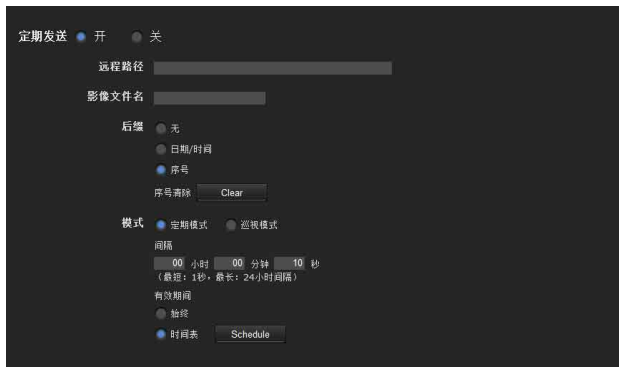 定期发送 开 关
远程路径
影像文件名
后缀 无
日期/时间
序号
序号清除 Clear
模式 定期模式 巡视模式
间隔
00 小时 00 分钟 10 秒
（最短：1秒，最长：24小时间隔）
有效期间
始终
时间表 Schedule